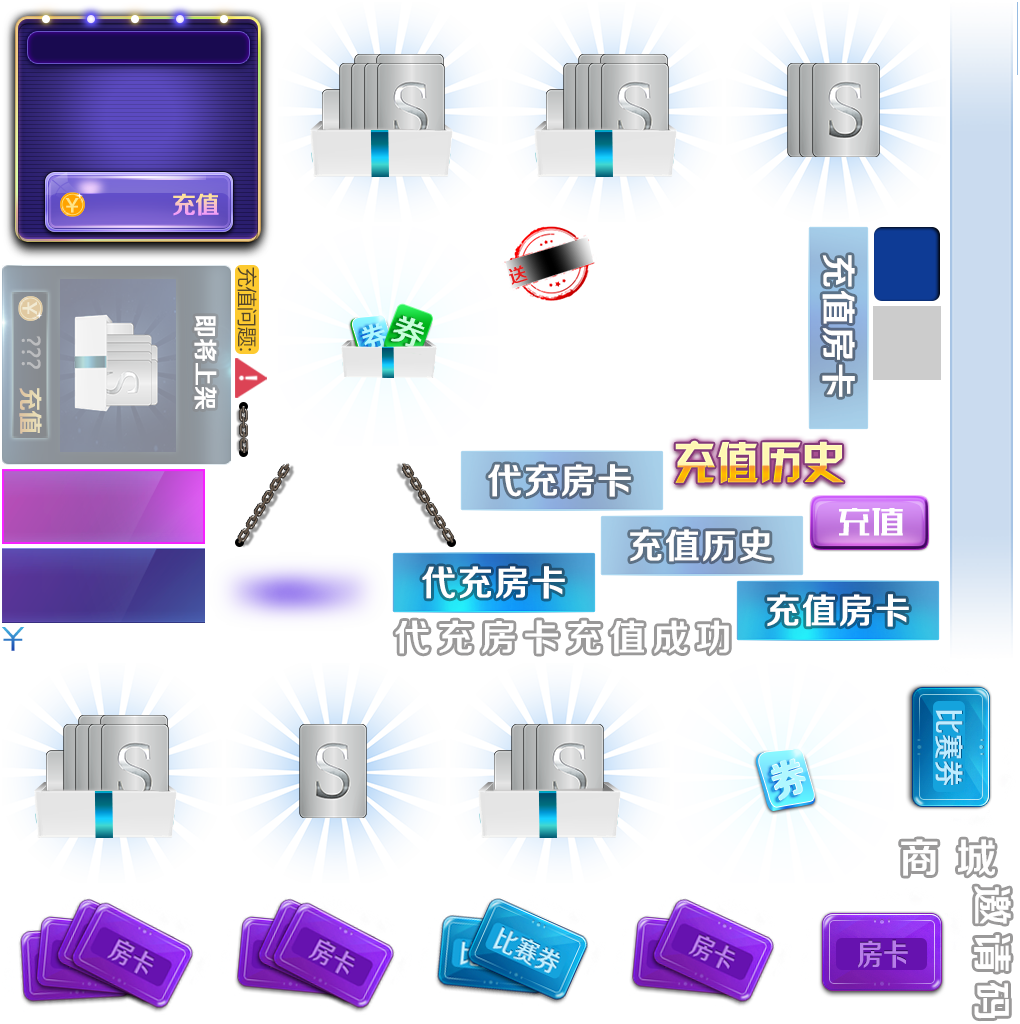 S
S
S
¥ 充值
送
充值房卡
充值问题:
即将上架
¥ ??? 充值
S
券 券
充值历史
代充房卡
充值
充值历史
代充房卡
充值房卡
代充房卡充值成功
¥
S
S
S
券
比赛券
商城
邀请码
房卡
房卡
比 比赛券
房卡
房卡